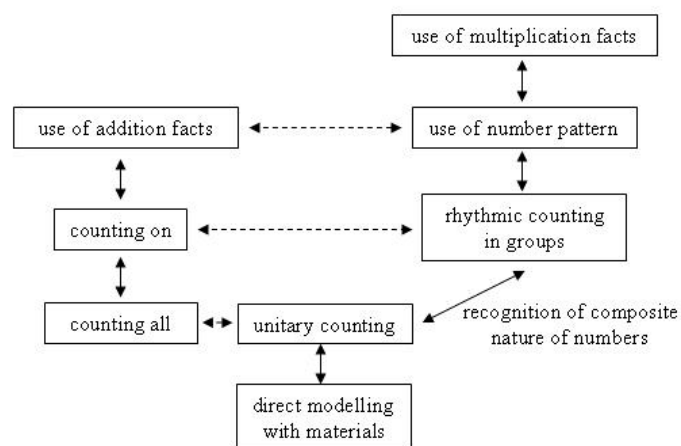 use of multiplication facts
use of addition facts
use of number pattern
counting on
rhythmic counting
in groups
counting all
unitary counting
recognition of composite
nature of numbers
direct modelling
with materials